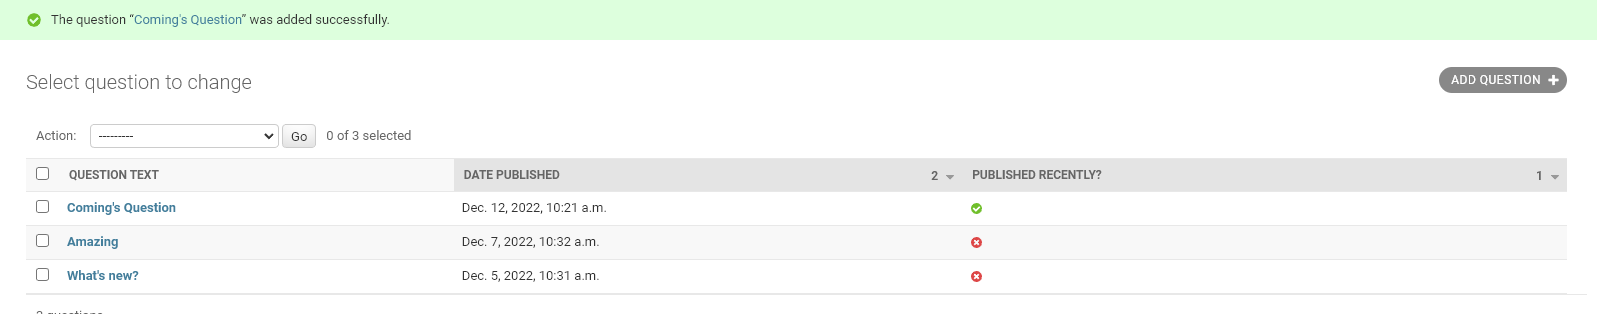 The question “Coming's Question” was added successfully.
Select question to change
ADD QUESTION
Action: --------- Go 0 of 3 selected
QUESTION TEXT DATE PUBLISHED 2 PUBLISHED RECENTLY? 1
Coming's Question Dec. 12, 2022, 10:21 a.m.
Amazing Dec. 7, 2022, 10:32 a.m.
What's new? Dec. 5, 2022, 10:31 a.m.
3 questions